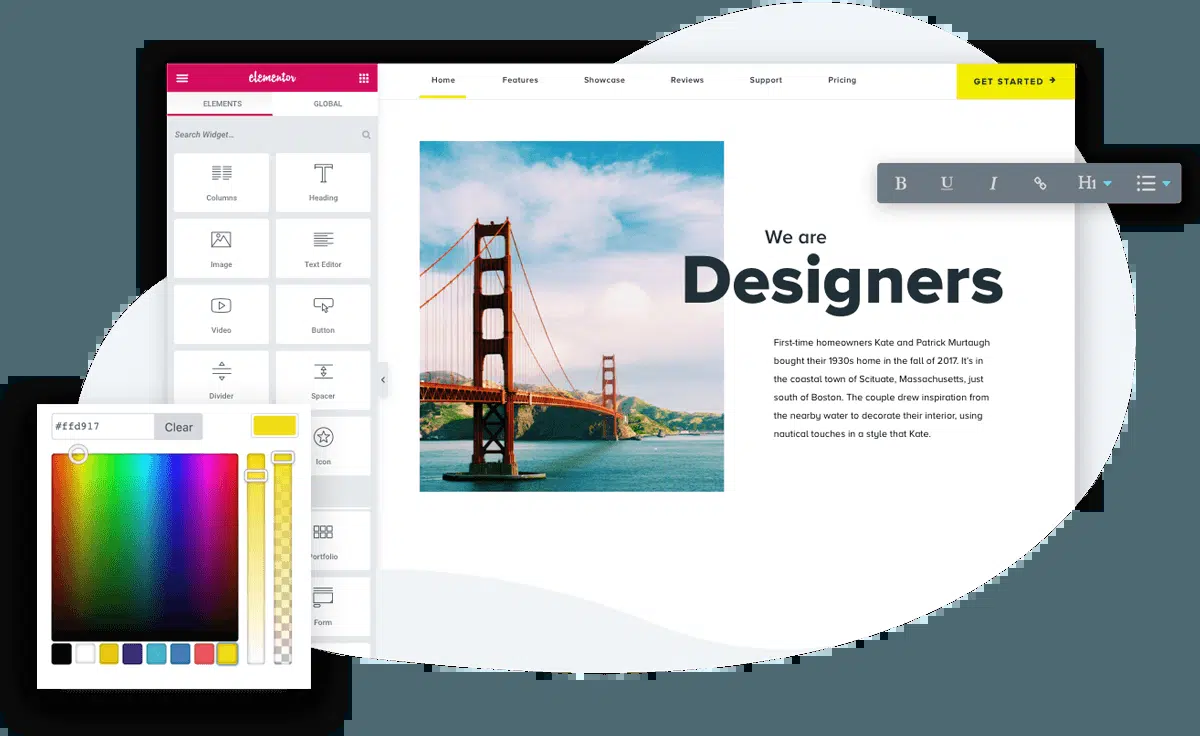 elementor
Home
Features
Showcase
Reviews
Support
Pricing
GET STARTED
ELEMENTS
GLOBAL
Search Widget...
Columns
Heading
Image
Text Editor
Video
Button
Divider
Spacer
Icon
Portfolio
Form
B U I H1
We are
Designers
First-time homeowners Kate and Patrick Murtaugh
bought their 1930s home in the fall of 2017. It's in
the coastal town of Scituate, Massachusetts, just
south of Boston. The couple drew inspiration from
the nearby water to decorate their interior, using
nautical touches in a style that Kate.
#ffd917
Clear